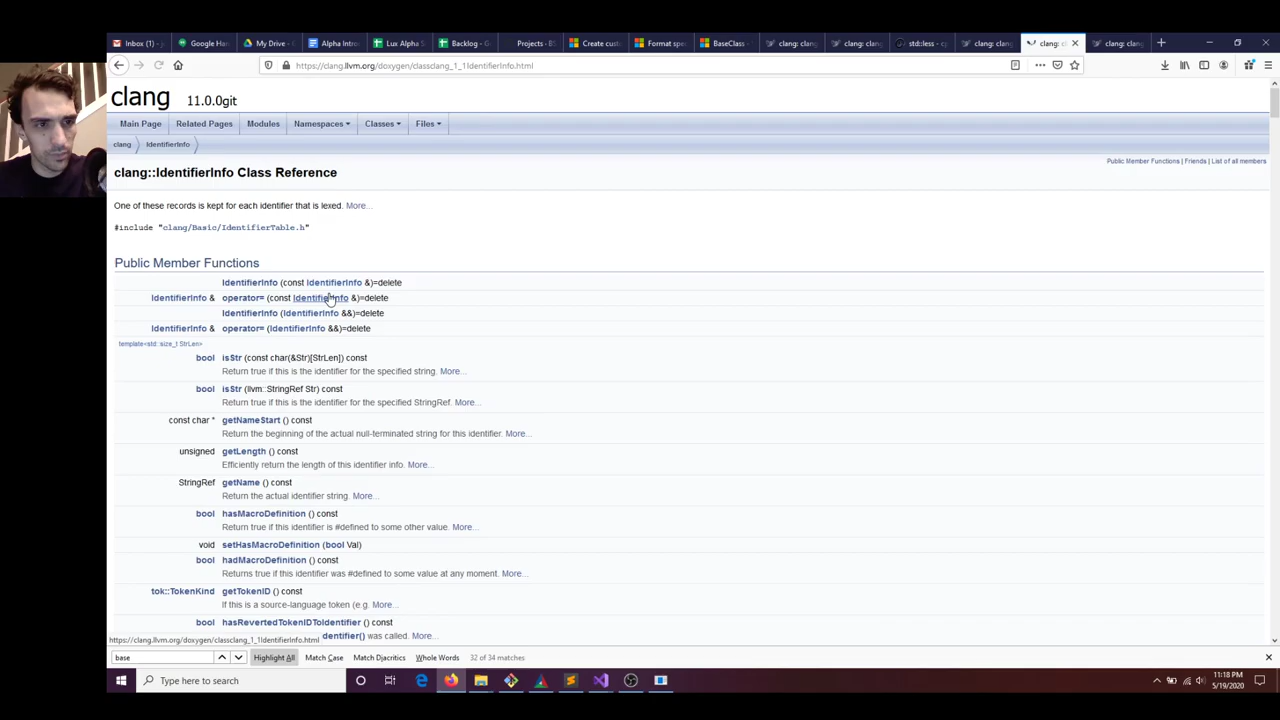 Inbox (1) - j
Google Han
My Drive - G
Alpha Intro
Lux Alpha S
Backlog - Go
Projects - BS
Create custo
Format spec
BaseClass -
clang: clang
clang: clang
std::less - cp
clang: clang
clang: cl
clang: clang
https://clang.llvm.org/doxygen/classclang_1_1IdentifierInfo.html
clang 11.0.0git
Main Page Related Pages Modules Namespaces Classes Files
clang IdentifierInfo
Public Member Functions | Friends | List of all members
clang::IdentifierInfo Class Reference
One of these records is kept for each identifier that is lexed. More...
#include "clang/Basic/IdentifierTable.h"
Public Member Functions
IdentifierInfo (const IdentifierInfo &)=delete
IdentifierInfo & operator= (const IdentifierInfo &)=delete
IdentifierInfo (IdentifierInfo &&)=delete
IdentifierInfo & operator= (IdentifierInfo &&)=delete
template<std::size_t StrLen>
bool isStr (const char(&Str)[StrLen]) const
Return true if this is the identifier for the specified string. More...
bool isStr (llvm::StringRef Str) const
Return true if this is the identifier for the specified StringRef. More...
const char * getNameStart () const
Return the beginning of the actual null-terminated string for this identifier. More...
unsigned getLength () const
Efficiently return the length of this identifier info. More...
StringRef getName () const
Return the actual identifier string. More...
bool hasMacroDefinition () const
Return true if this identifier is #defined to some other value. More...
void setHasMacroDefinition (bool Val)
bool hadMacroDefinition () const
Returns true if this identifier was #defined to some value at any moment. More...
tok::TokenKind getTokenID () const
If this is a source-language token (e.g. More...
bool hasRevertedTokenIDToIdentifier () const
https://clang.llvm.org/doxygen/classclang_1_1IdentifierInfo.html dentifier() was called. More...
base Highlight All Match Case Match Diacritics Whole Words 32 of 34 matches
Type here to search
11:18 PM
5/19/2020